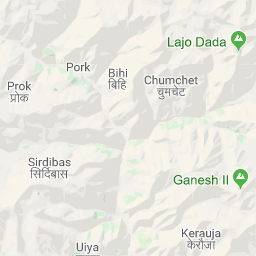 Lajo Dada
Pork
Bihi
बिहि
Chumchet
चुमचेट
Prok
प्रोक
Sirdibas
सिर्दिबास
Ganesh II
Kerauja
केरौजा
Uiya